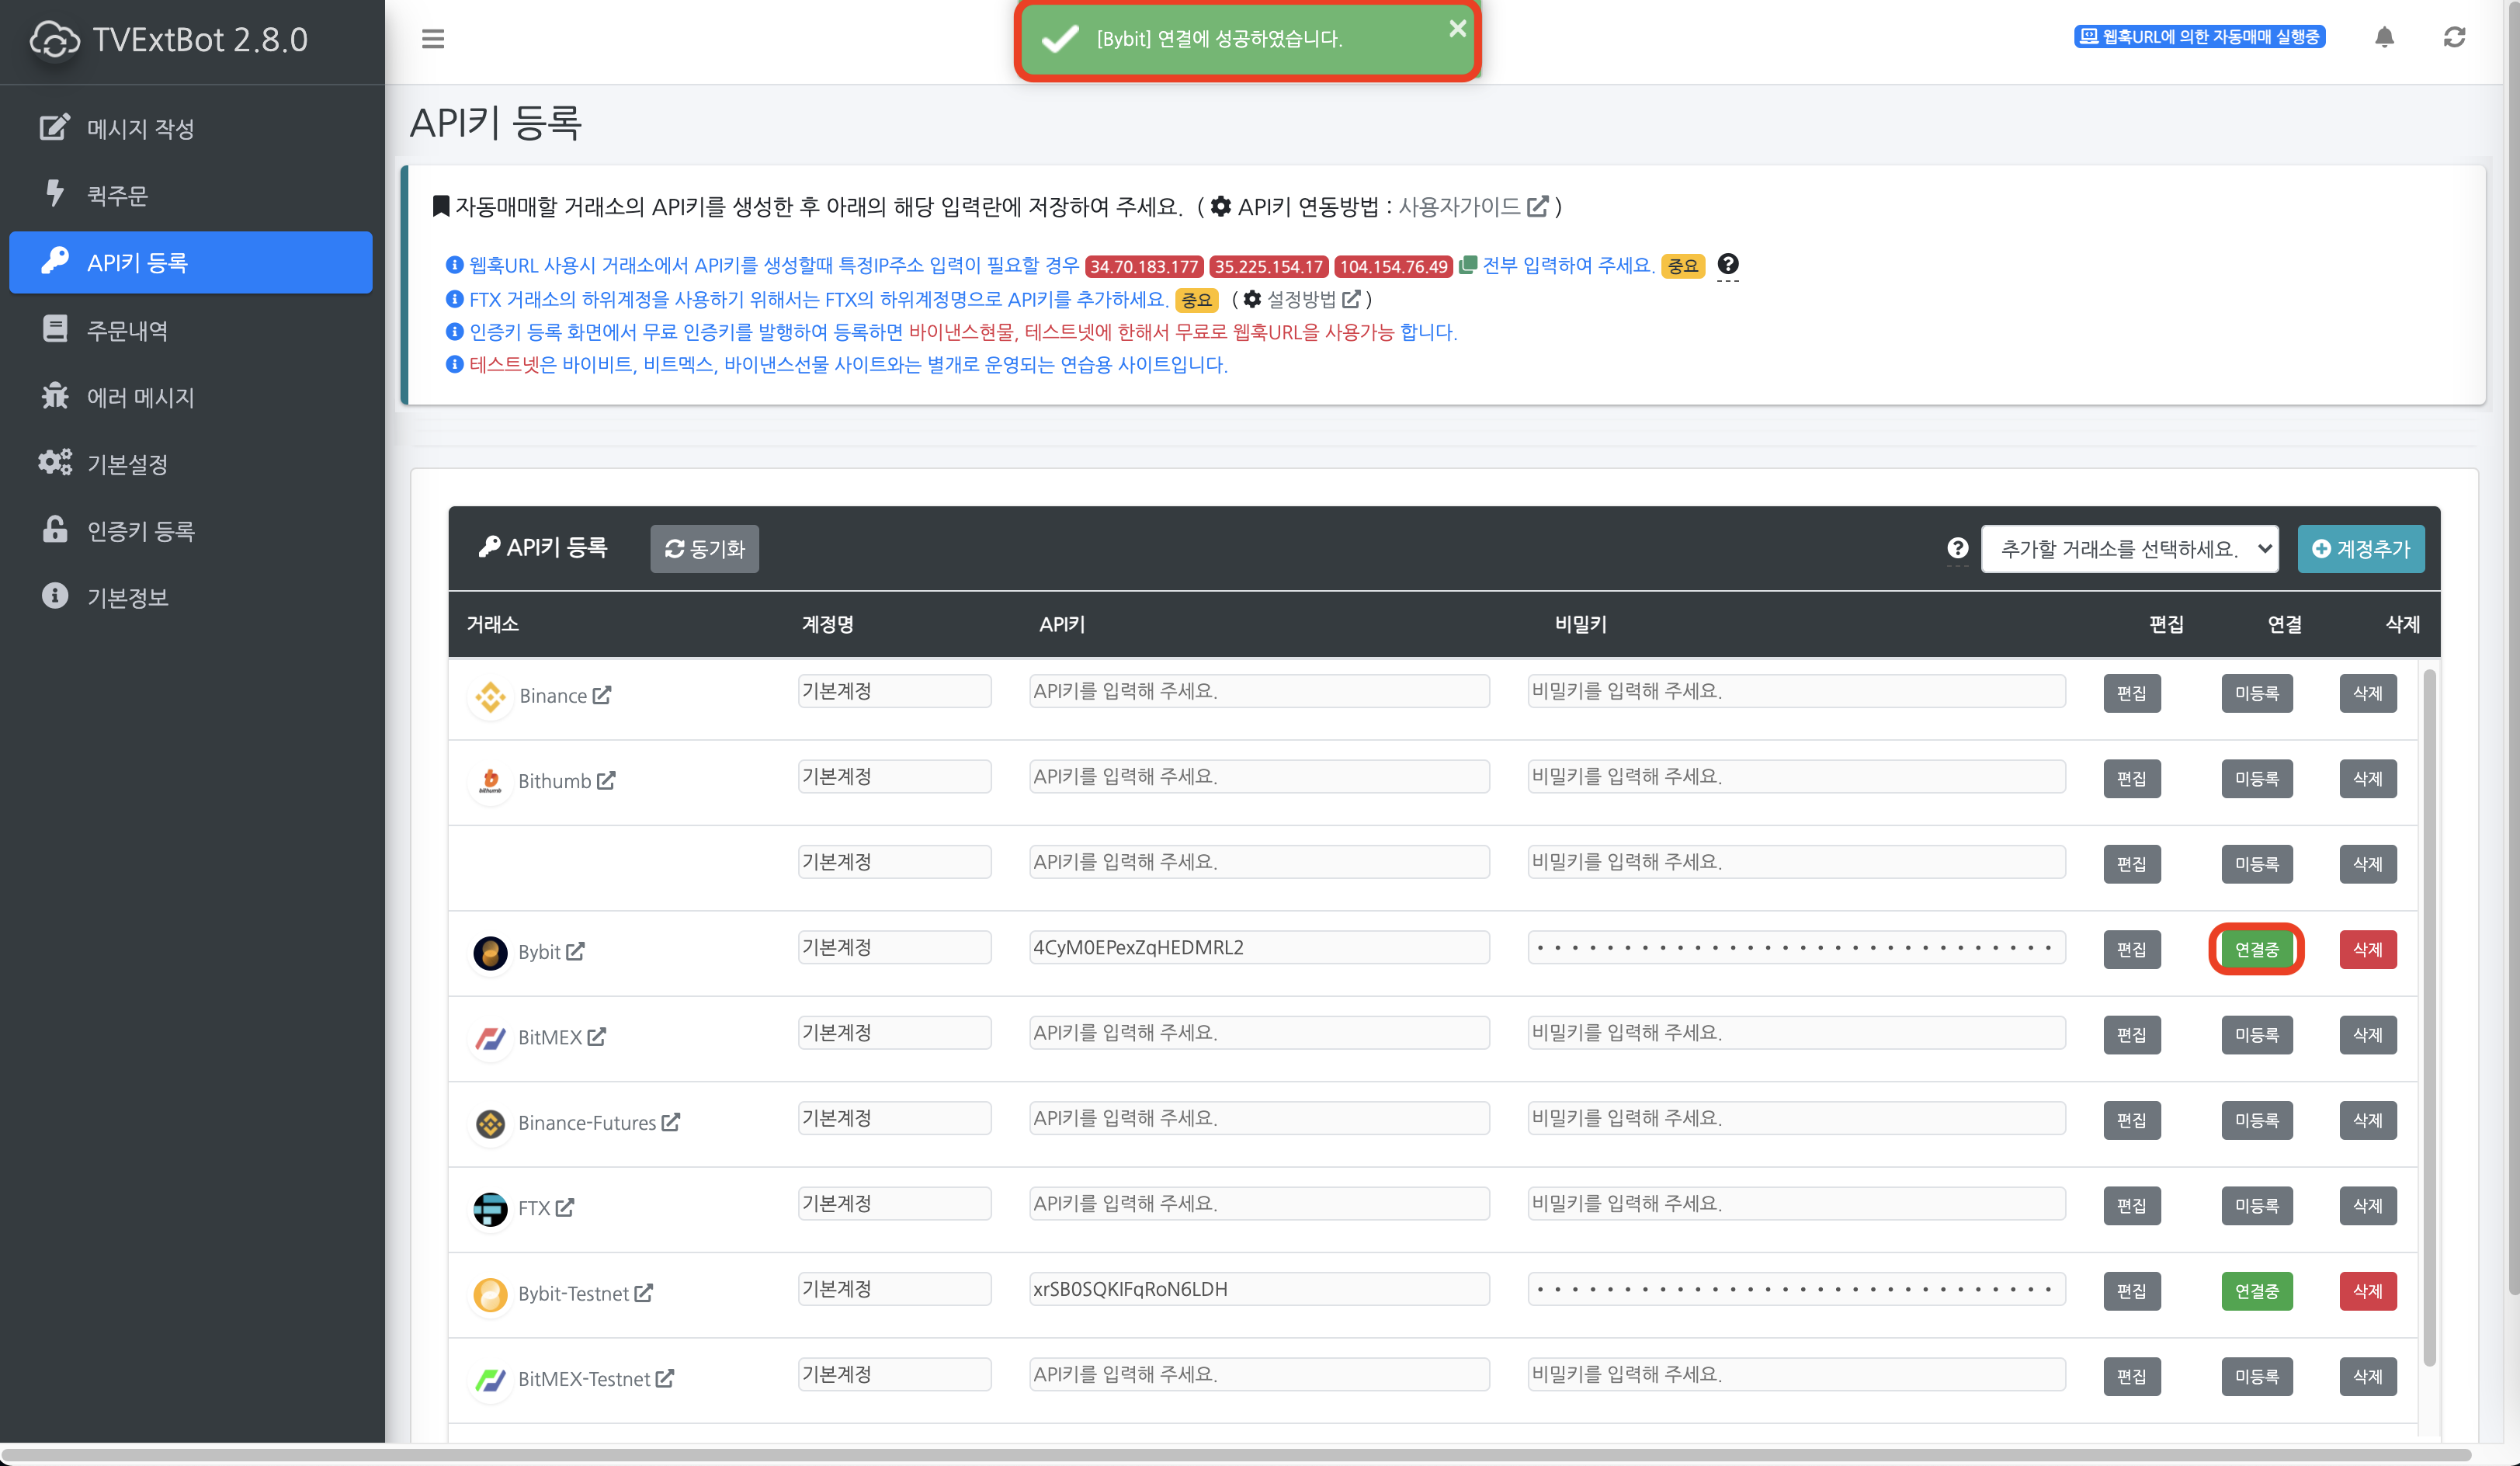 TVExtBot 2.8.0
[Bybit] 연결에 성공하였습니다.
웹훅URL에 의한 자동매매 실행중
메시지 작성
퀵주문
API키 등록
주문내역
에러 메시지
기본설정
인증키 등록
기본정보
API키 등록
자동매매할 거래소의 API키를 생성한 후 아래의 해당 입력란에 저장하여 주세요. ( API키 연동방법 : 사용자가이드 )
웹훅URL 사용시 거래소에서 API키를 생성할때 특정IP주소 입력이 필요할 경우 34.70.183.177 35.225.154.17 104.154.76.49 전부 입력하여 주세요. 중요
FTX 거래소의 하위계정을 사용하기 위해서는 FTX의 하위계정명으로 API키를 추가하세요. 중요 ( 설정방법 )
인증키 등록 화면에서 무료 인증키를 발행하여 등록하면 바이낸스현물, 테스트넷에 한해서 무료로 웹훅URL을 사용가능 합니다.
테스트넷은 바이비트, 비트멕스, 바이낸스선물 사이트와는 별개로 운영되는 연습용 사이트입니다.
API키 등록 동기화 추가할 거래소를 선택하세요. 계정추가
거래소 계정명 API키 비밀키 편집 연결 삭제
Binance 기본계정 API키를 입력해 주세요. 비밀키를 입력해 주세요. 편집 미등록 삭제
Bithumb 기본계정 API키를 입력해 주세요. 비밀키를 입력해 주세요. 편집 미등록 삭제
기본계정 API키를 입력해 주세요. 비밀키를 입력해 주세요. 편집 미등록 삭제
Bybit 기본계정 4CyM0EPexZqHEDMRL2 편집 연결중 삭제
BitMEX 기본계정 API키를 입력해 주세요. 비밀키를 입력해 주세요. 편집 미등록 삭제
Binance-Futures 기본계정 API키를 입력해 주세요. 비밀키를 입력해 주세요. 편집 미등록 삭제
FTX 기본계정 API키를 입력해 주세요. 비밀키를 입력해 주세요. 편집 미등록 삭제
Bybit-Testnet 기본계정 xrSB0SQKIFqRoN6LDH 편집 연결중 삭제
BitMEX-Testnet 기본계정 API키를 입력해 주세요. 비밀키를 입력해 주세요. 편집 미등록 삭제